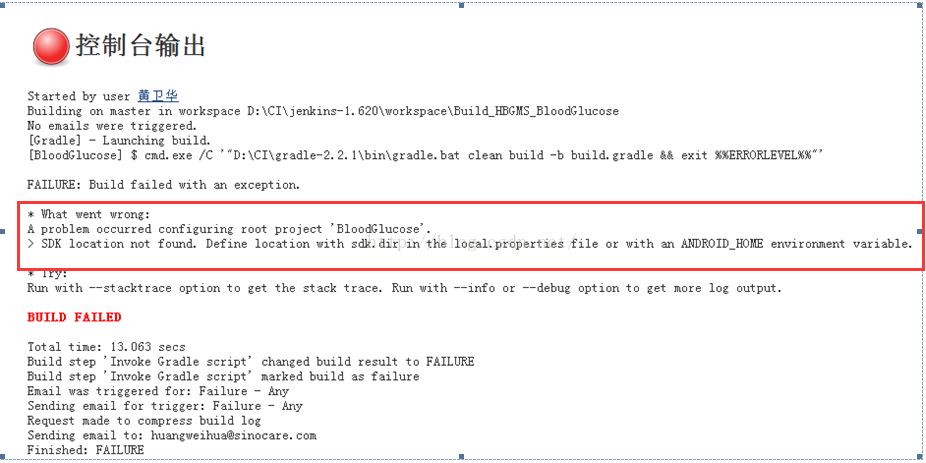 控制台输出
Started by user 黄卫华
Building on master in workspace D:\CI\jenkins-1.620\workspace\Build_HBGMS_BloodGlucose
No emails were triggered.
[Gradle] - Launching build.
[BloodGlucose] $ cmd.exe /C '"D:\CI\gradle-2.2.1\bin\gradle.bat clean build -b build.gradle && exit %%ERRORLEVEL%%"'
FAILURE: Build failed with an exception.
* What went wrong:
A problem occurred configuring root project 'BloodGlucose'.
> SDK location not found. Define location with sdk.dir in the local.properties file or with an ANDROID_HOME environment variable.
* Try:
Run with --stacktrace option to get the stack trace. Run with --info or --debug option to get more log output.
BUILD FAILED
Total time: 13.063 secs
Build step 'Invoke Gradle script' changed build result to FAILURE
Build step 'Invoke Gradle script' marked build as failure
Email was triggered for: Failure - Any
Sending email for trigger: Failure - Any
Request made to compress build log
Sending email to: huangweihua@sinocare.com
Finished: FAILURE